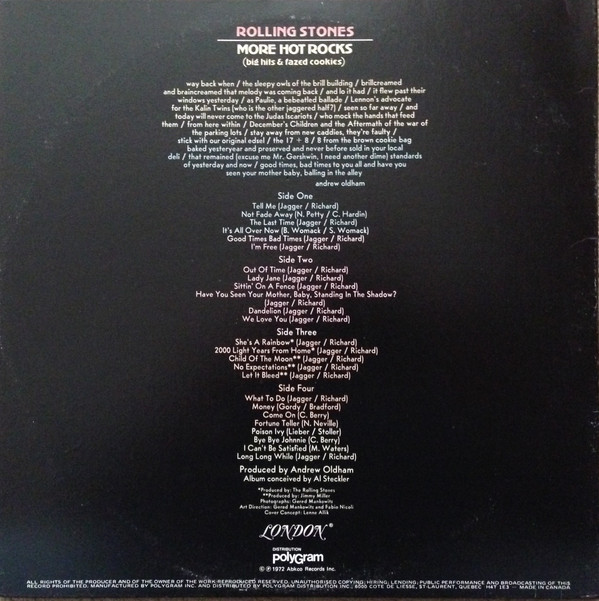 ROLLING STONES
MORE HOT ROCKS
(big hits & fazed cookies)
way back when / the sleepy owls of the brill building / brillcreamed
and braincreamed that melody was coming back / and lo it had / it flew past their
windows yesterday / as Paulie, a bebeatled ballade / Lennon's advocate
for the Kalin Twins (who is the other jaggered half?) / seen so far away / and
today will never come to the Judas Iscariots / who mock the hands that feed
them / from here within / December's Children and the Aftermath of the war of
the parking lots / stay away from new caddies, they're faulty /
stick with our original edsel / the 17 + 8 / 8 from the brown cookie bag
baked yesteryear and preserved and never before sold in your local
deli / that remained (excuse me Mr. Gershwin, I need another dime) standards
of yesterday and now / good times, bad times to you all and have you
seen your mother baby, balling in the alley
andrew oldham
Side One
Tell Me (Jagger / Richard)
Not Fade Away (N. Petty / C. Hardin)
The Last Time (Jagger / Richard)
It's All Over Now (B. Womack / S. Womack)
Good Times Bad Times (Jagger / Richard)
I'm Free (Jagger / Richard)
Side Two
Out Of Time (Jagger / Richard)
Lady Jane (Jagger / Richard)
Sittin' On A Fence (Jagger / Richard)
Have You Seen Your Mother, Baby, Standing In The Shadow?
(Jagger / Richard)
Dandelion (Jagger / Richard)
We Love You (Jagger / Richard)
Side Three
She's A Rainbow* (Jagger / Richard)
2000 Light Years From Home* (Jagger / Richard)
Child Of The Moon** (Jagger / Richard)
No Expectations** (Jagger / Richard)
Let It Bleed** (Jagger / Richard)
Side Four
What To Do (Jagger / Richard)
Money (Gordy / Bradford)
Come On (C. Berry)
Fortune Teller (N. Neville)
Poison Ivy (Lieber / Stoller)
Bye Bye Johnnie (C. Berry)
I Can't Be Satisfied (M. Waters)
Long Long While (Jagger / Richard)
Produced by Andrew Oldham
Album conceived by Al Steckler
*Produced by: The Rolling Stones
**Produced by: Jimmy Miller
Photographs: Gered Mankowitz
Art Direction: Gered Mankowitz and Fabio Nicoli
Cover Concept: Lenne Allik
LONDON®
DISTRIBUTION
polyGram
© ℗ 1972 Abkco Records Inc.
ALL RIGHTS OF THE PRODUCER AND OF THE OWNER OF THE WORK REPRODUCED RESERVED. UNAUTHORISED COPYING, HIRING, LENDING, PUBLIC PERFORMANCE AND BROADCASTING OF THIS
RECORD PROHIBITED. MANUFACTURED BY POLYGRAM INC. AND DISTRIBUTED BY POLYGRAM DISTRIBUTION INC., 6000 COTE DE LIESSE, ST-LAURENT, QUEBEC H4T 1E3 — MADE IN CANADA